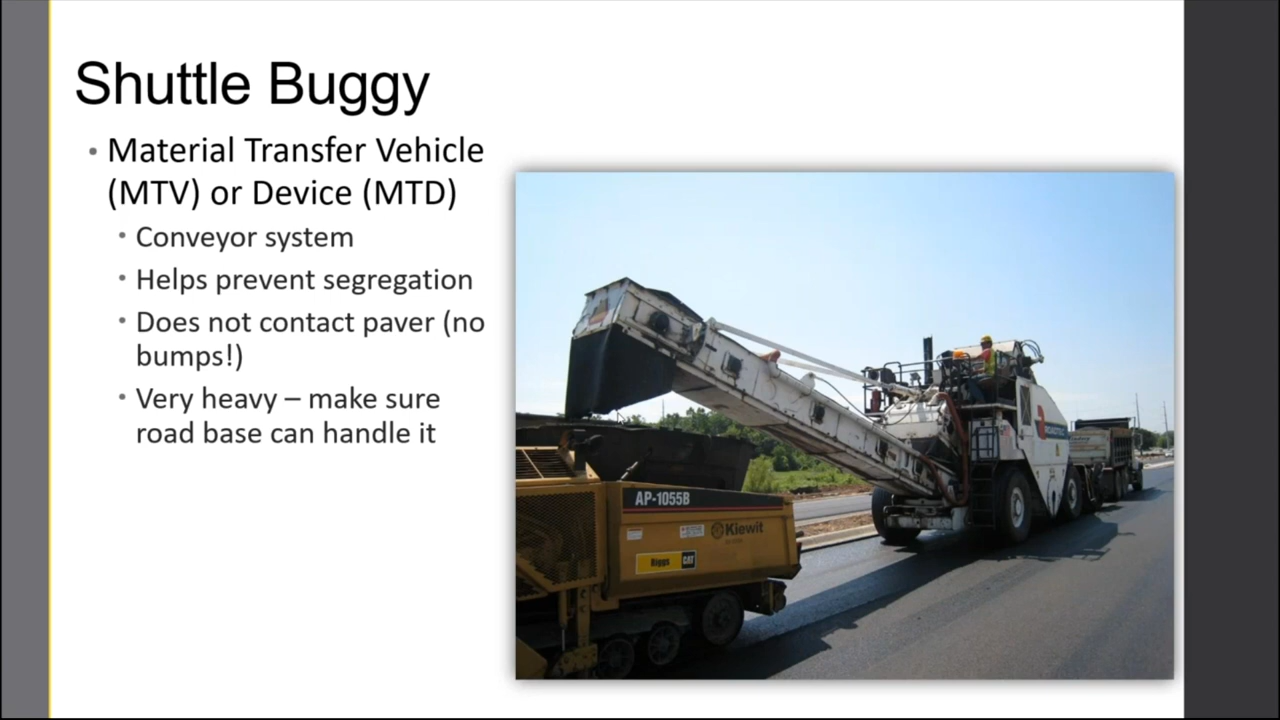 Shuttle Buggy
• Material Transfer Vehicle
(MTV) or Device (MTD)
• Conveyor system
• Helps prevent segregation
• Does not contact paver (no
bumps!)
• Very heavy – make sure
road base can handle it
AP-1055B
Kiewit
Riggs CAT